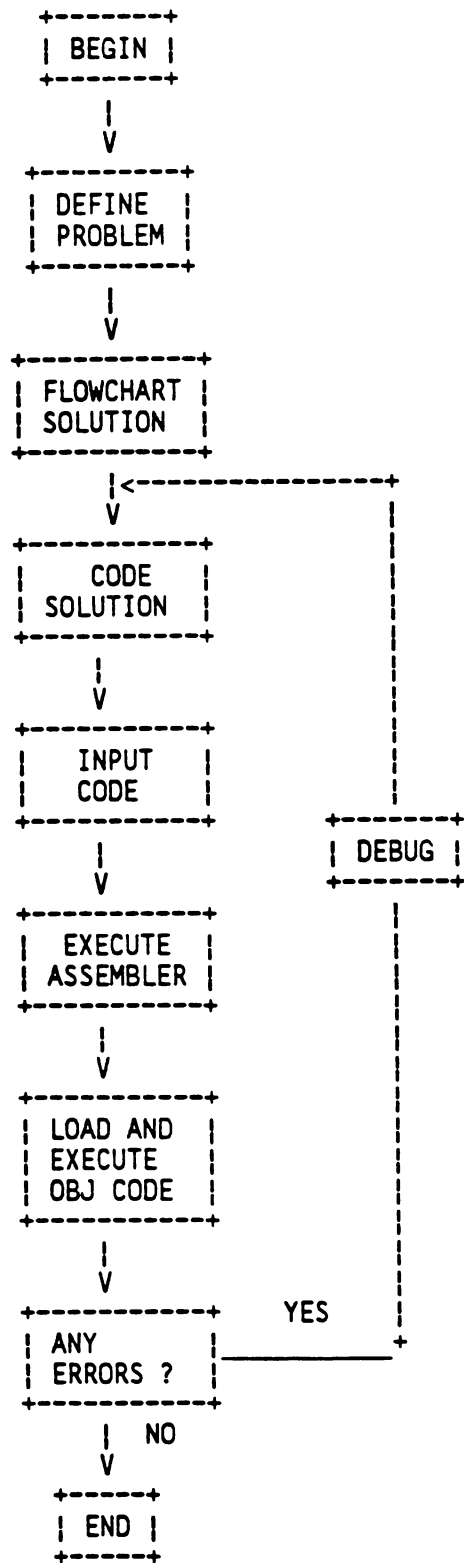 BEGIN
DEFINE
PROBLEM
FLOWCHART
SOLUTION
CODE
SOLUTION
INPUT
CODE
DEBUG
EXECUTE
ASSEMBLER
LOAD AND
EXECUTE
OBJ CODE
YES
ANY
ERRORS ?
NO
END